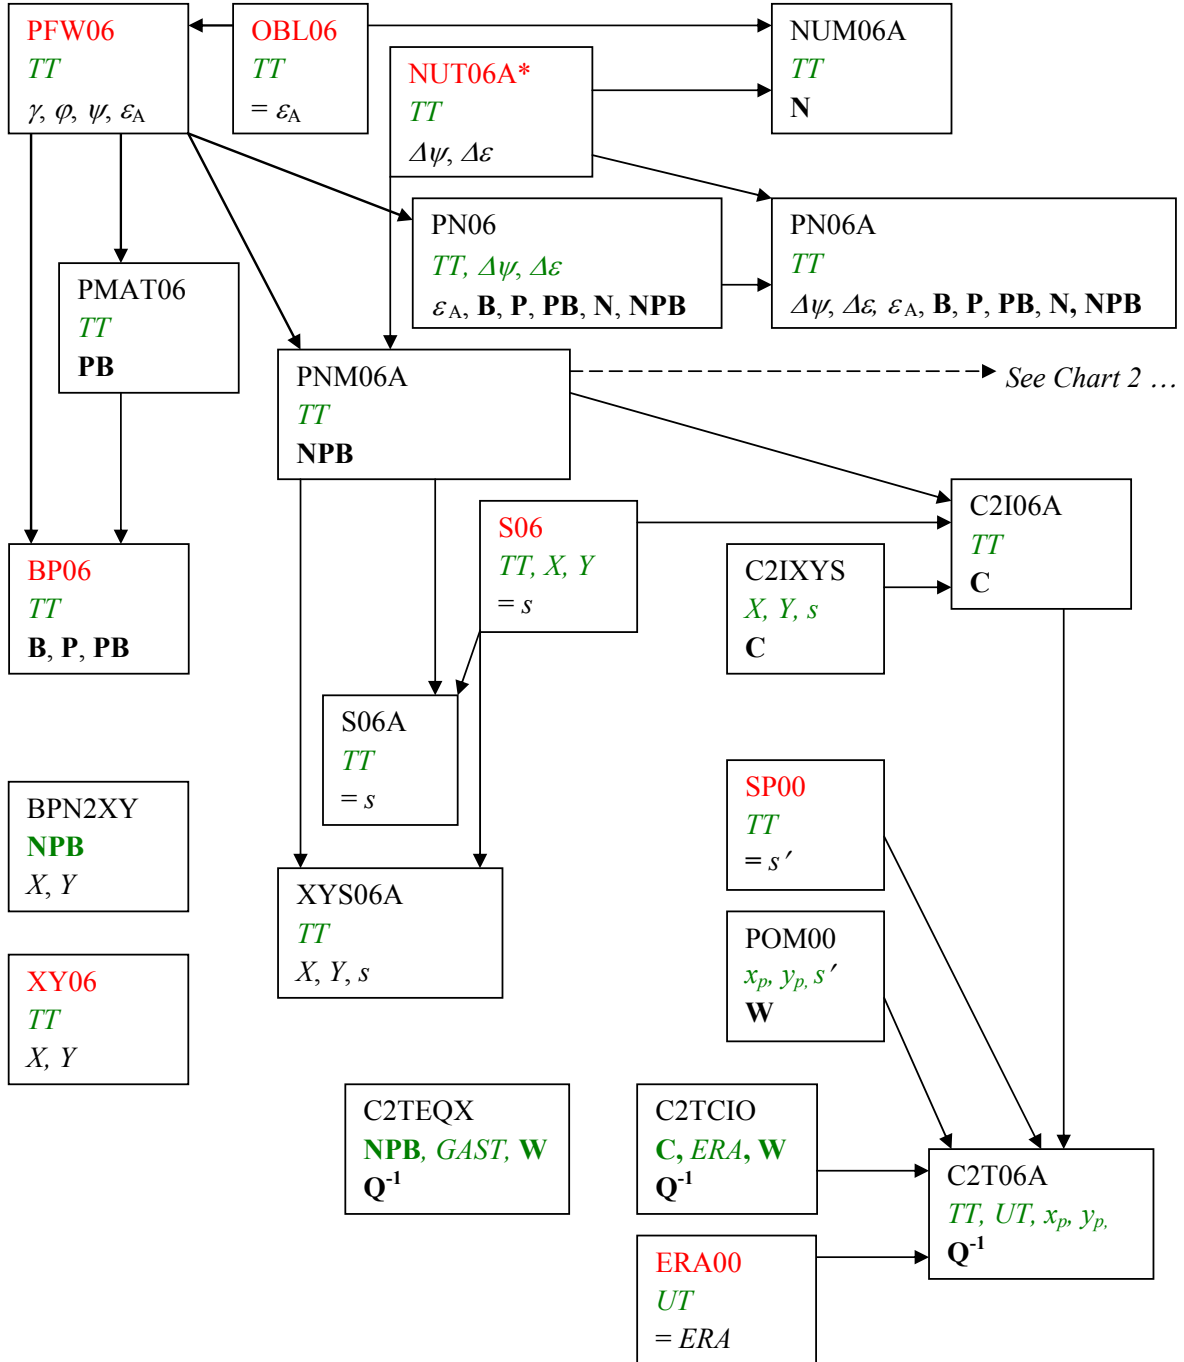 PFW06
TT
γ, φ, ψ, εA
OBL06
TT
= εA
NUT06A*
TT
Δψ, Δε
NUM06A
TT
N
PN06
TT, Δψ, Δε
εA, B, P, PB, N, NPB
PN06A
TT
Δψ, Δε, εA, B, P, PB, N, NPB
PMAT06
TT
PB
PNM06A
TT
NPB
See Chart 2 …
BP06
TT
B, P, PB
S06
TT, X, Y
= s
C2IXYS
X, Y, s
C
C2I06A
TT
C
S06A
TT
= s
BPN2XY
NPB
X, Y
XYS06A
TT
X, Y, s
SP00
TT
= s′
POM00
xp, yp, s′
W
XY06
TT
X, Y
C2TEQX
NPB, GAST, W
Q-1
C2TCIO
C, ERA, W
Q-1
C2T06A
TT, UT, xp, yp,
Q-1
ERA00
UT
= ERA